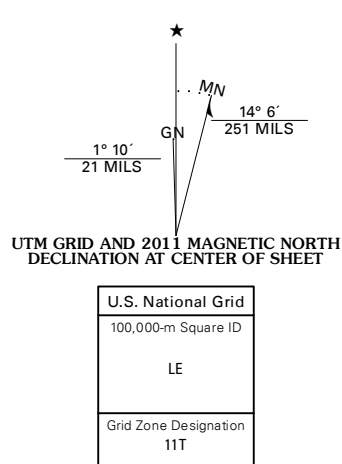 ★
MN
GN
14° 6´
251 MILS
1° 10´
21 MILS
UTM GRID AND 2011 MAGNETIC NORTH
DECLINATION AT CENTER OF SHEET
U.S. National Grid
100,000-m Square ID
LE
Grid Zone Designation
11T